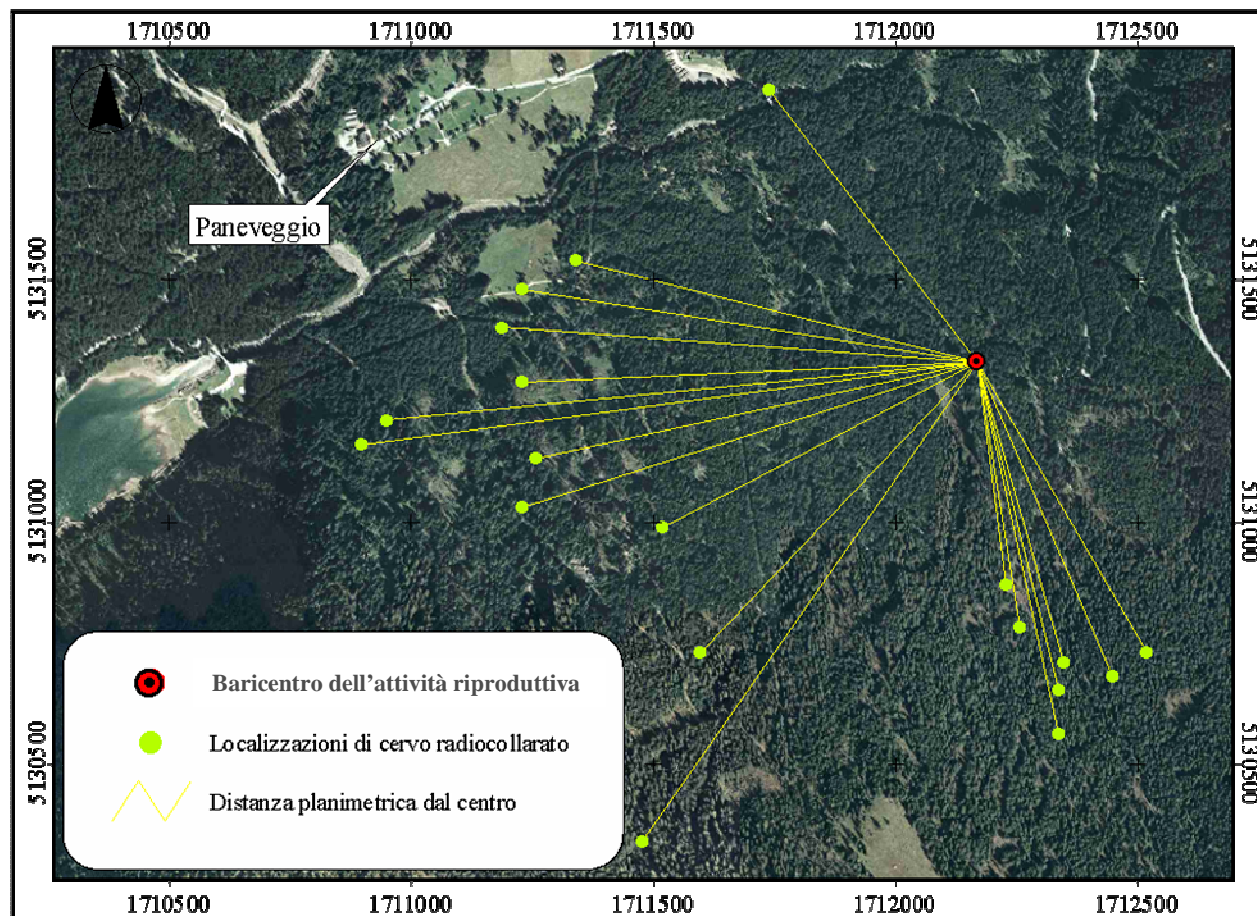 1710500 1711000 1711500 1712000 1712500
Paneveggio
5131500 5131500
5131000 5131000
Baricentro dell’attività riproduttiva
Localizzazioni di cervo radiocollarato
5130500 5130500
Distanza planimetrica dal centro
1710500 1711000 1711500 1712000 1712500